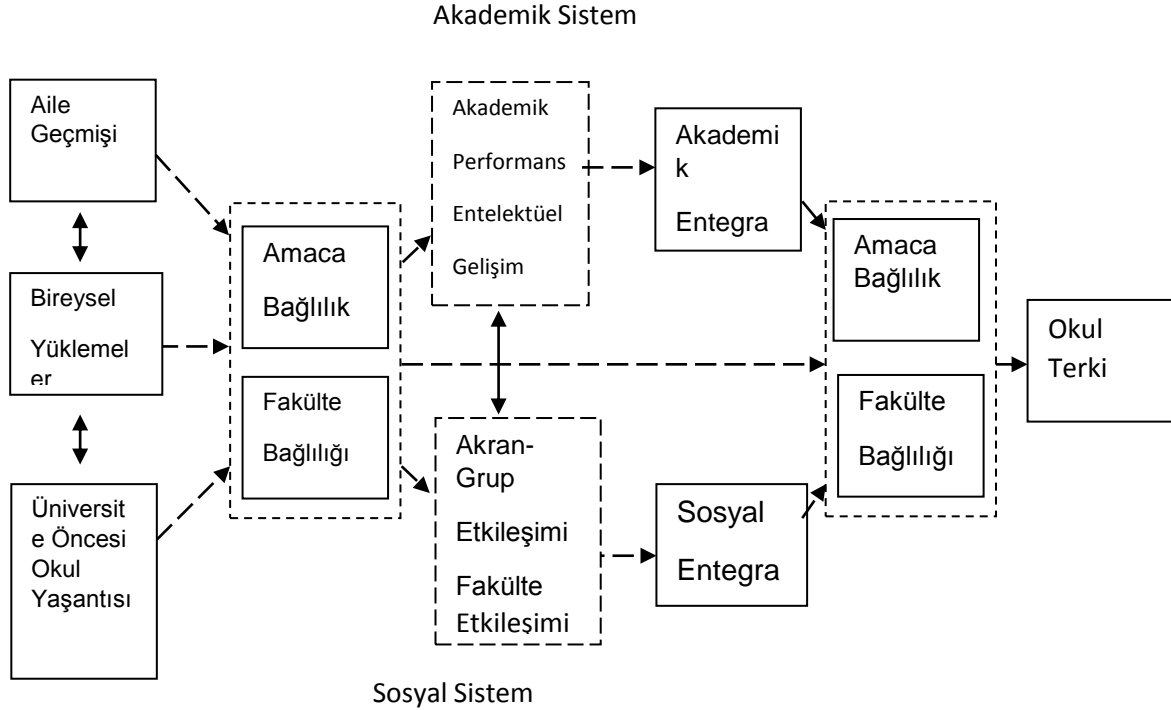 Akademik Sistem
Aile
Geçmişi
Bireysel
Yüklemel
er
Üniversit
e Öncesi
Okul
Yaşantısı
Amaca
Bağlılık
Fakülte
Bağlılığı
Akademik
Performans
Entelektüel
Gelişim
Akran-
Grup
Etkileşimi
Fakülte
Etkileşimi
Akademi
k
Entegra
Sosyal
Entegra
Amaca
Bağlılık
Fakülte
Bağlılığı
Okul
Terki
Sosyal Sistem